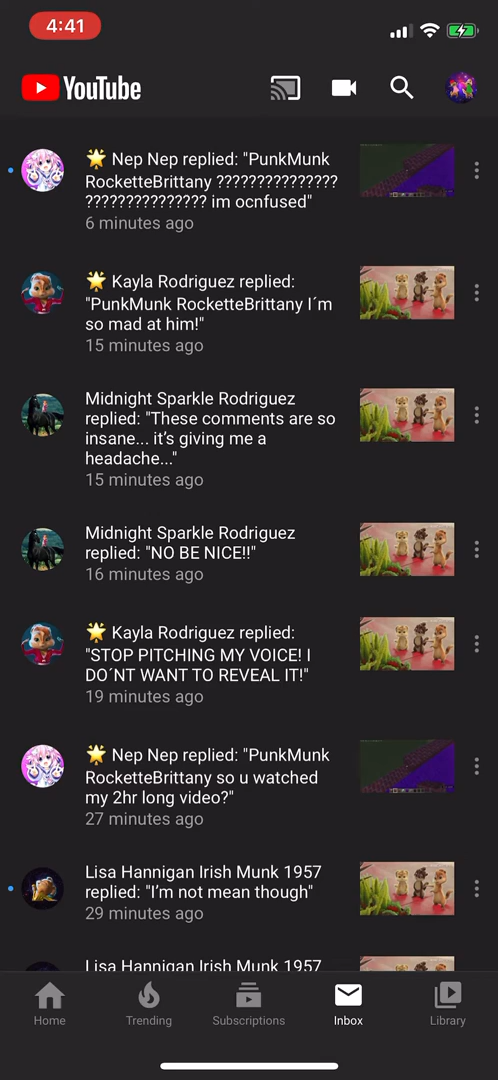 4:41
YouTube
🌟 Nep Nep replied: "PunkMunk
RocketteBrittany ???????????????
??????????????? im ocnfused"
6 minutes ago
🌟 Kayla Rodriguez replied:
"PunkMunk RocketteBrittany I´m
so mad at him!"
15 minutes ago
Midnight Sparkle Rodriguez
replied: "These comments are so
insane... it’s giving me a
headache..."
15 minutes ago
Midnight Sparkle Rodriguez
replied: "NO BE NICE!!"
16 minutes ago
🌟 Kayla Rodriguez replied:
"STOP PITCHING MY VOICE! I
DO´NT WANT TO REVEAL IT!"
19 minutes ago
🌟 Nep Nep replied: "PunkMunk
RocketteBrittany so u watched
my 2hr long video?"
27 minutes ago
Lisa Hannigan Irish Munk 1957
replied: "I’m not mean though"
29 minutes ago
Lisa Hannigan Irish Munk 1957
Home Trending Subscriptions Inbox Library